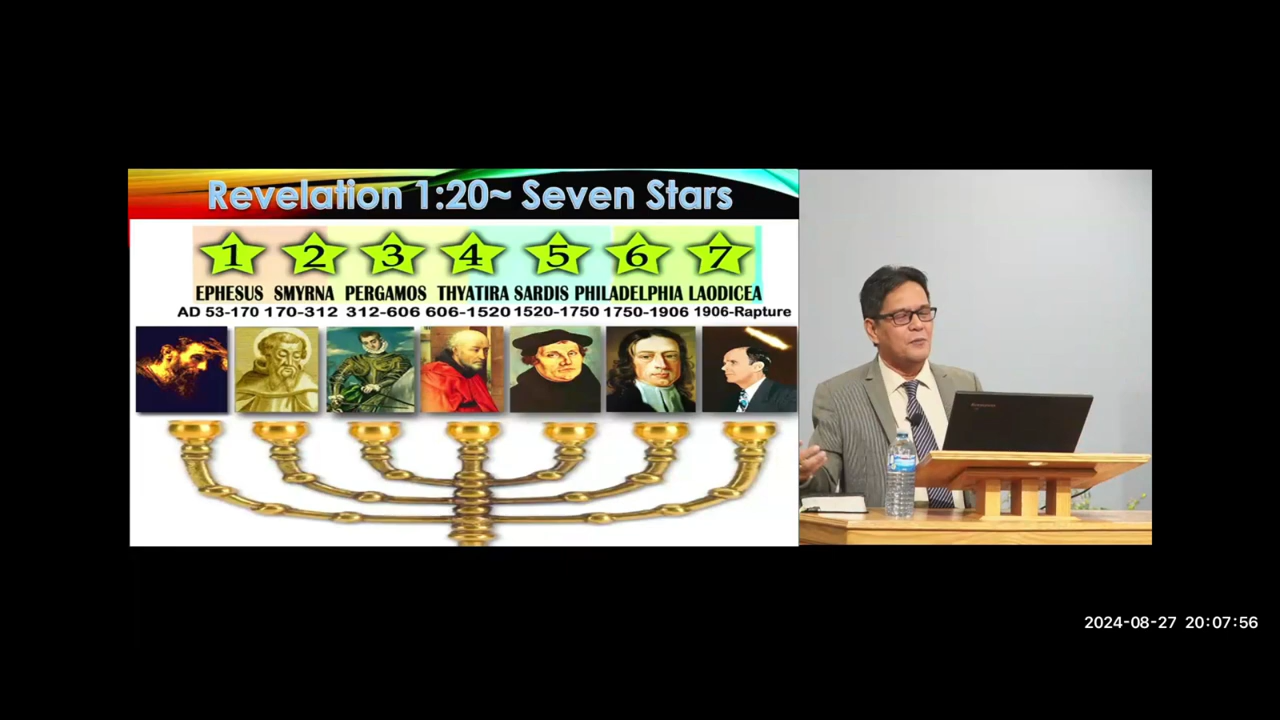 Revelation 1:20~ Seven Stars
1 2 3 4 5 6 7
EPHESUS SMYRNA PERGAMOS THYATIRA SARDIS PHILADELPHIA LAODICEA
AD 53-170 170-312 312-606 606-1520 1520-1750 1750-1906 1906-Rapture
2024-08-27 20:07:56